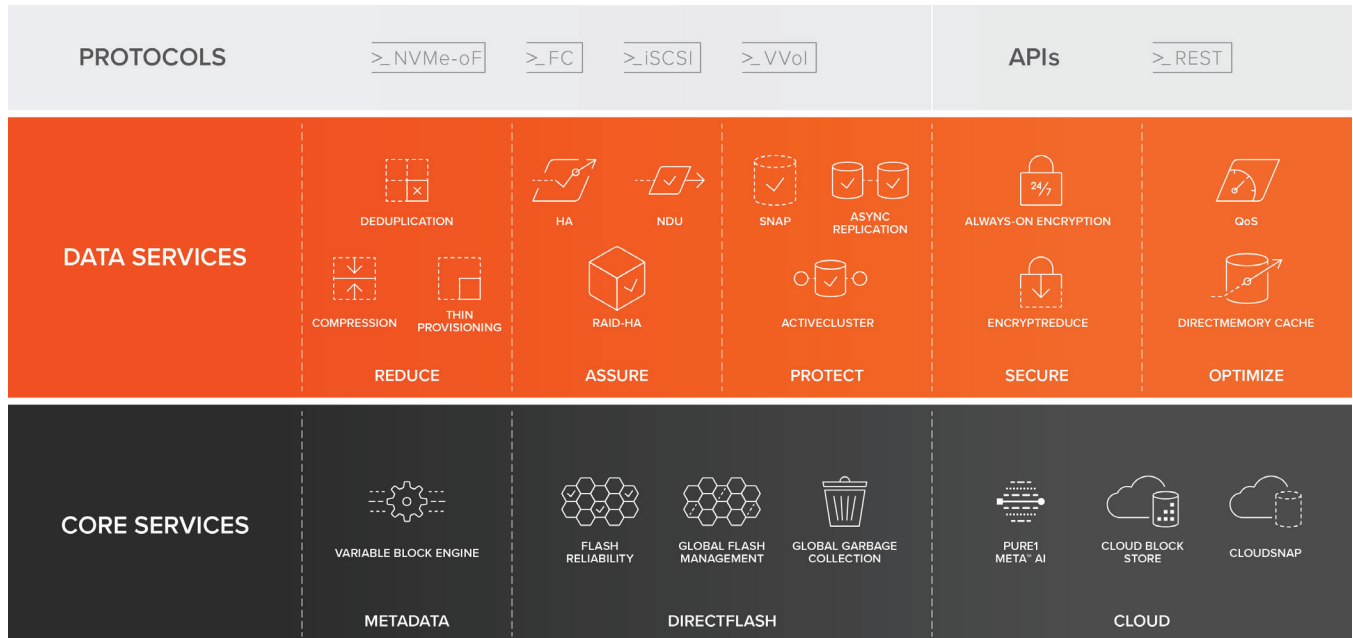 PROTOCOLS
>_NVMe-oF
>_FC
>_iSCSI
>_VVol
APIs
>_REST
DATA SERVICES
DEDUPLICATION
COMPRESSION
THIN
PROVISIONING
REDUCE
HA
NDU
RAID-HA
ASSURE
SNAP
ASYNC
REPLICATION
ACTIVECLUSTER
PROTECT
24/7
ALWAYS-ON ENCRYPTION
ENCRYPTREDUCE
SECURE
QoS
DIRECTMEMORY CACHE
OPTIMIZE
CORE SERVICES
VARIABLE BLOCK ENGINE
METADATA
FLASH
RELIABILITY
GLOBAL FLASH
MANAGEMENT
GLOBAL GARBAGE
COLLECTION
DIRECTFLASH
PURE1
META™ AI
CLOUD BLOCK
STORE
CLOUDSNAP
CLOUD